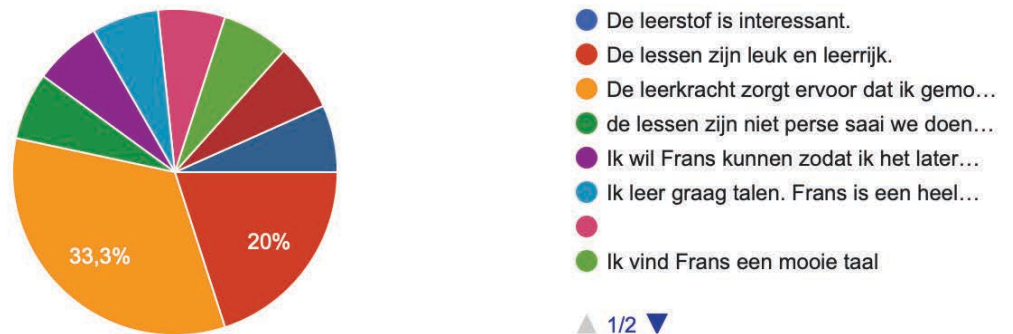 De leerstof is interessant.
De lessen zijn leuk en leerrijk.
De leerkracht zorgt ervoor dat ik gemo…
de lessen zijn niet perse saai we doen…
Ik wil Frans kunnen zodat ik het later…
Ik leer graag talen. Frans is een heel…
Ik vind Frans een mooie taal
33,3%
20%
1/2